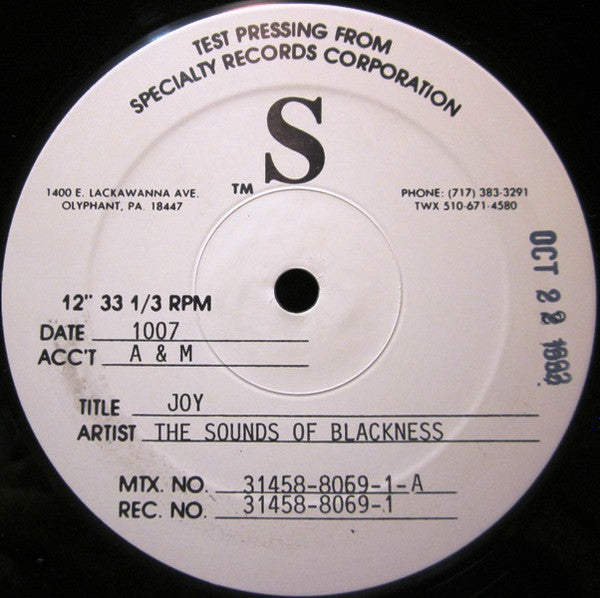 TEST PRESSING FROM
SPECIALTY RECORDS CORPORATION
S
TM
1400 E. LACKAWANNA AVE.
OLYPHANT, PA. 18447
PHONE: (717) 383-3291
TWX 510-671-4580
OCT 22
12" 33 1/3 RPM
DATE 1007
ACC'T A & M
TITLE JOY
ARTIST THE SOUNDS OF BLACKNESS
MTX. NO. 31458-8069-1-A
REC. NO. 31458-8069-1